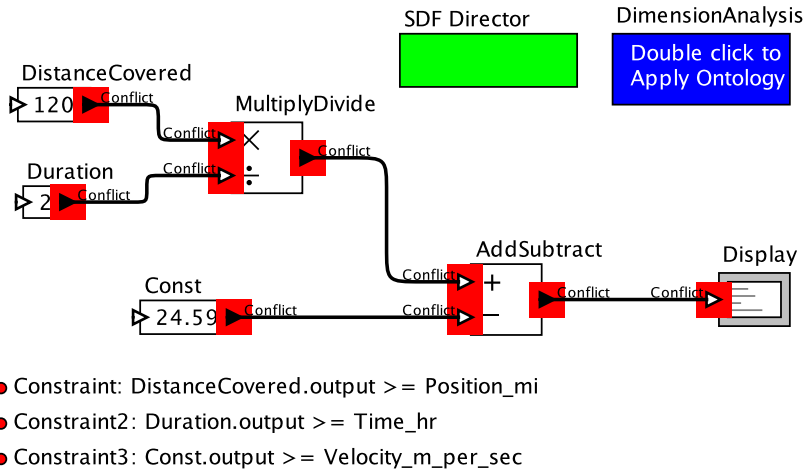 SDF Director
DimensionAnalysis
Double click to
Apply Ontology
DistanceCovered
120
Conflict
MultiplyDivide
Conflict
×
Conflict
Duration
Conflict
÷
2
Conflict
AddSubtract
Display
Conflict
+
Const
Conflict
Conflict
24.59
Conflict
Conflict
−
Constraint: DistanceCovered.output >= Position_mi
Constraint2: Duration.output >= Time_hr
Constraint3: Const.output >= Velocity_m_per_sec